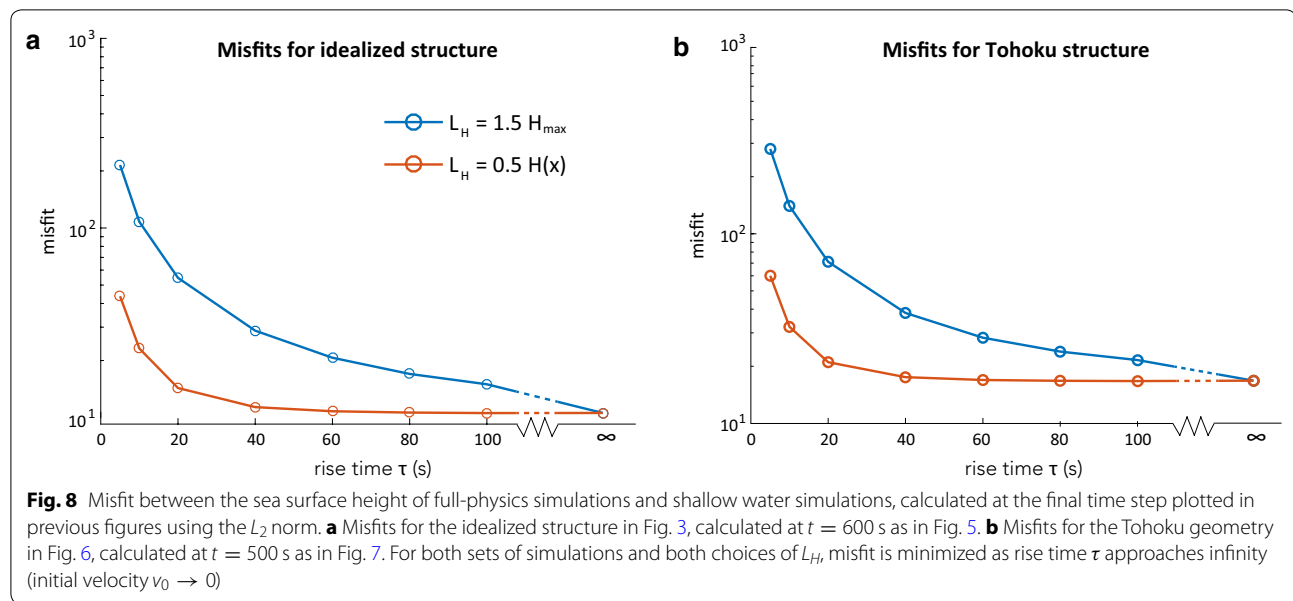 a
Misfits for idealized structure
10³
10²
10¹
misfit
L_H = 1.5 H_max
L_H = 0.5 H(x)
0 20 40 60 80 100 ∞
rise time τ (s)
b
Misfits for Tohoku structure
10³
10²
10¹
misfit
0 20 40 60 80 100 ∞
rise time τ (s)
Fig. 8 Misfit between the sea surface height of full-physics simulations and shallow water simulations, calculated at the final time step plotted in
previous figures using the L₂ norm. a Misfits for the idealized structure in Fig. 3, calculated at t = 600 s as in Fig. 5. b Misfits for the Tohoku geometry
in Fig. 6, calculated at t = 500 s as in Fig. 7. For both sets of simulations and both choices of L_H, misfit is minimized as rise time τ approaches infinity
(initial velocity v₀ → 0)